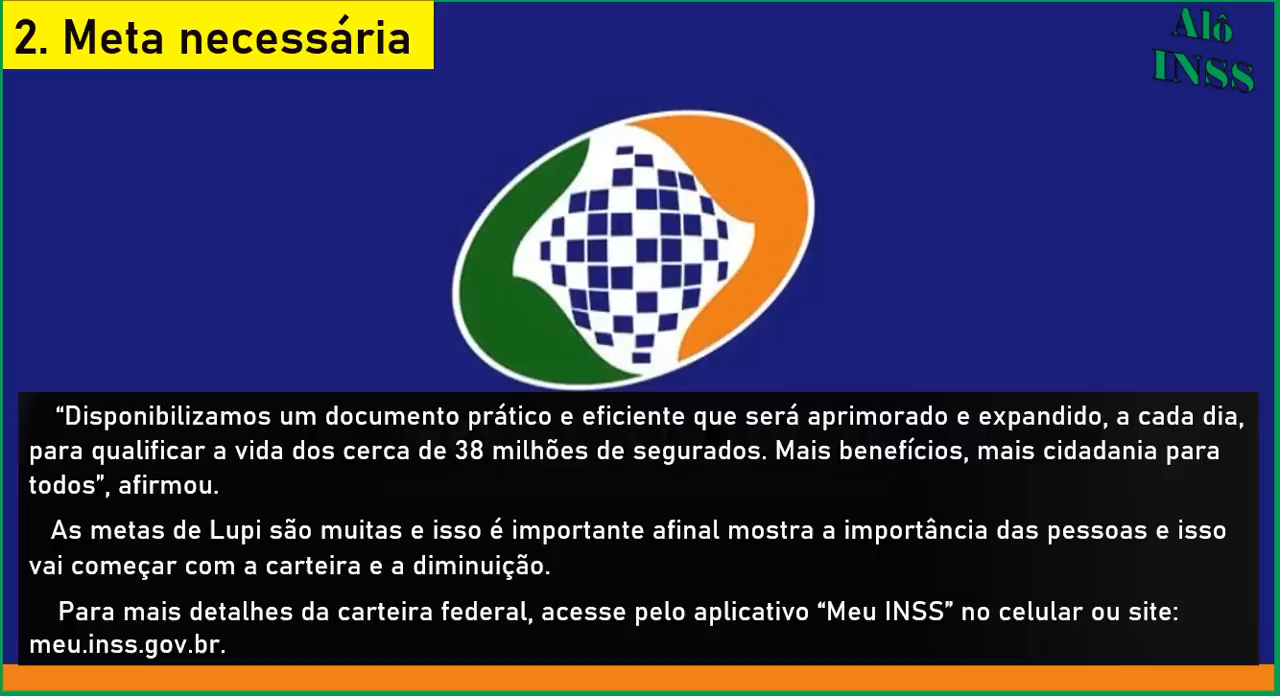 2. Meta necessária
Alô
INSS
“Disponibilizamos um documento prático e eficiente que será aprimorado e expandido, a cada dia,
para qualificar a vida dos cerca de 38 milhões de segurados. Mais benefícios, mais cidadania para
todos”, afirmou.
As metas de Lupi são muitas e isso é importante afinal mostra a importância das pessoas e isso
vai começar com a carteira e a diminuição.
Para mais detalhes da carteira federal, acesse pelo aplicativo “Meu INSS” no celular ou site:
meu.inss.gov.br.